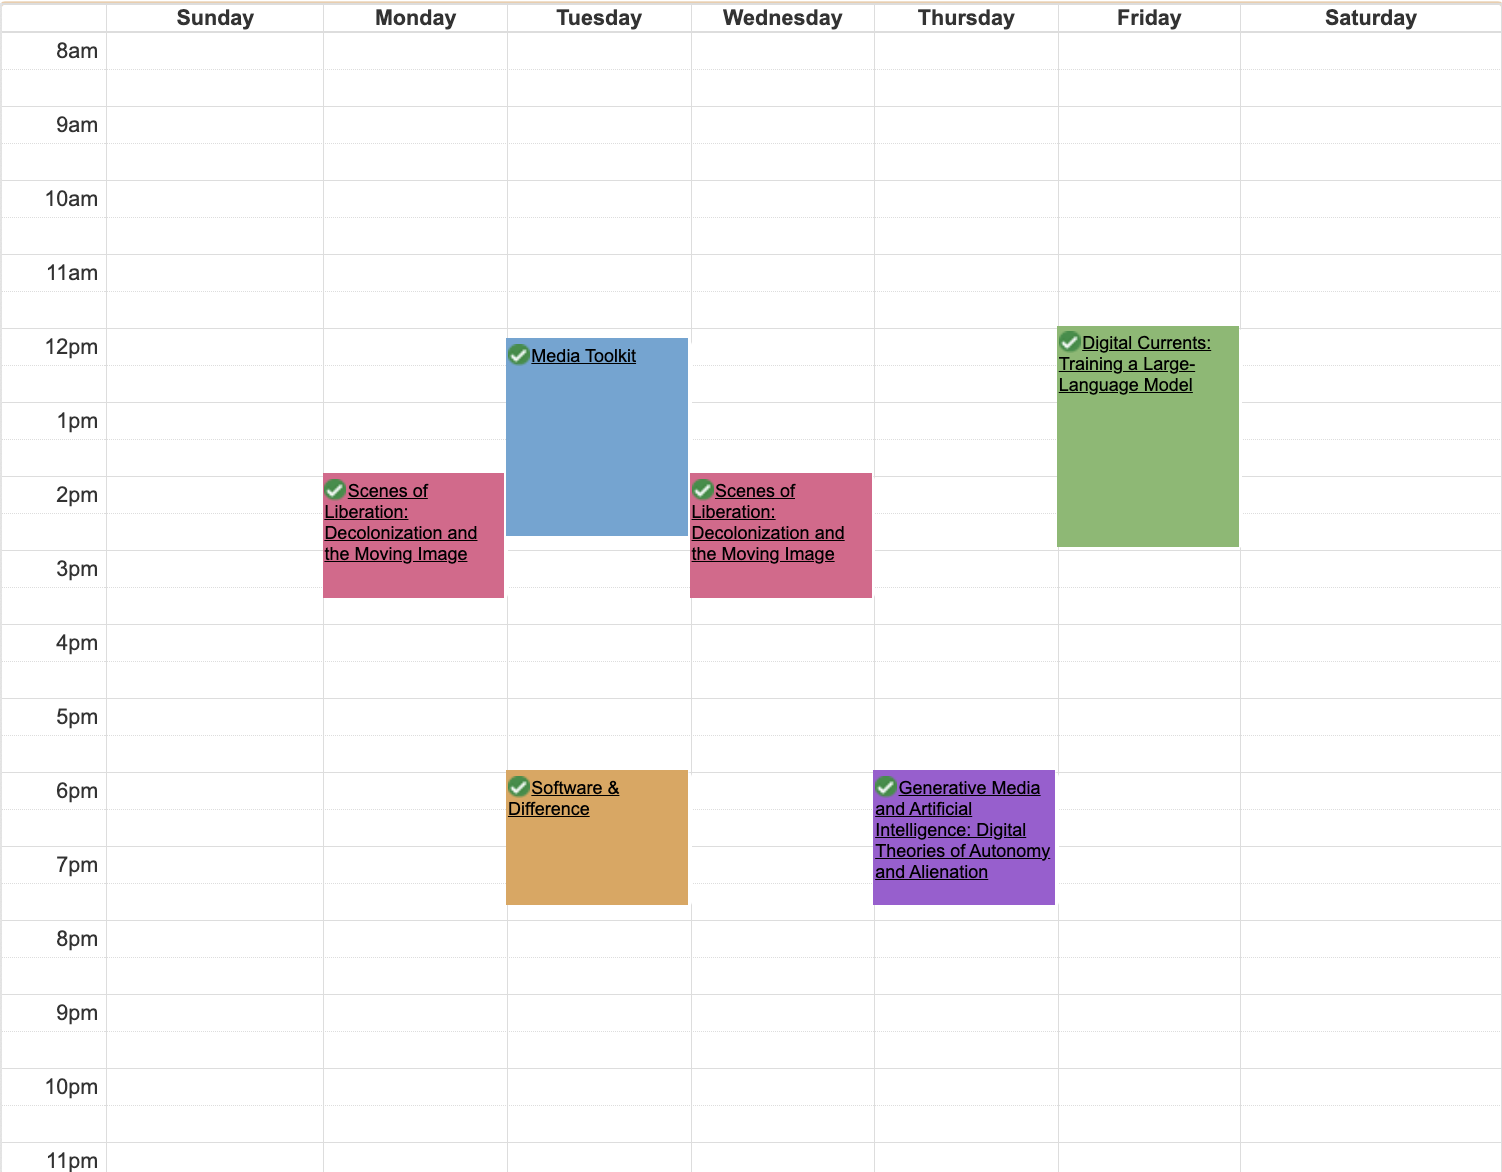 Sunday
Monday
Tuesday
Wednesday
Thursday
Friday
Saturday
8am
9am
10am
11am
12pm
1pm
2pm
3pm
4pm
5pm
6pm
7pm
8pm
9pm
10pm
11pm
Scenes of
Liberation:
Decolonization and
the Moving Image
Media Toolkit
Software &
Difference
Scenes of
Liberation:
Decolonization and
the Moving Image
Generative Media
and Artificial
Intelligence: Digital
Theories of Autonomy
and Alienation
Digital Currents:
Training a Large-
Language Model